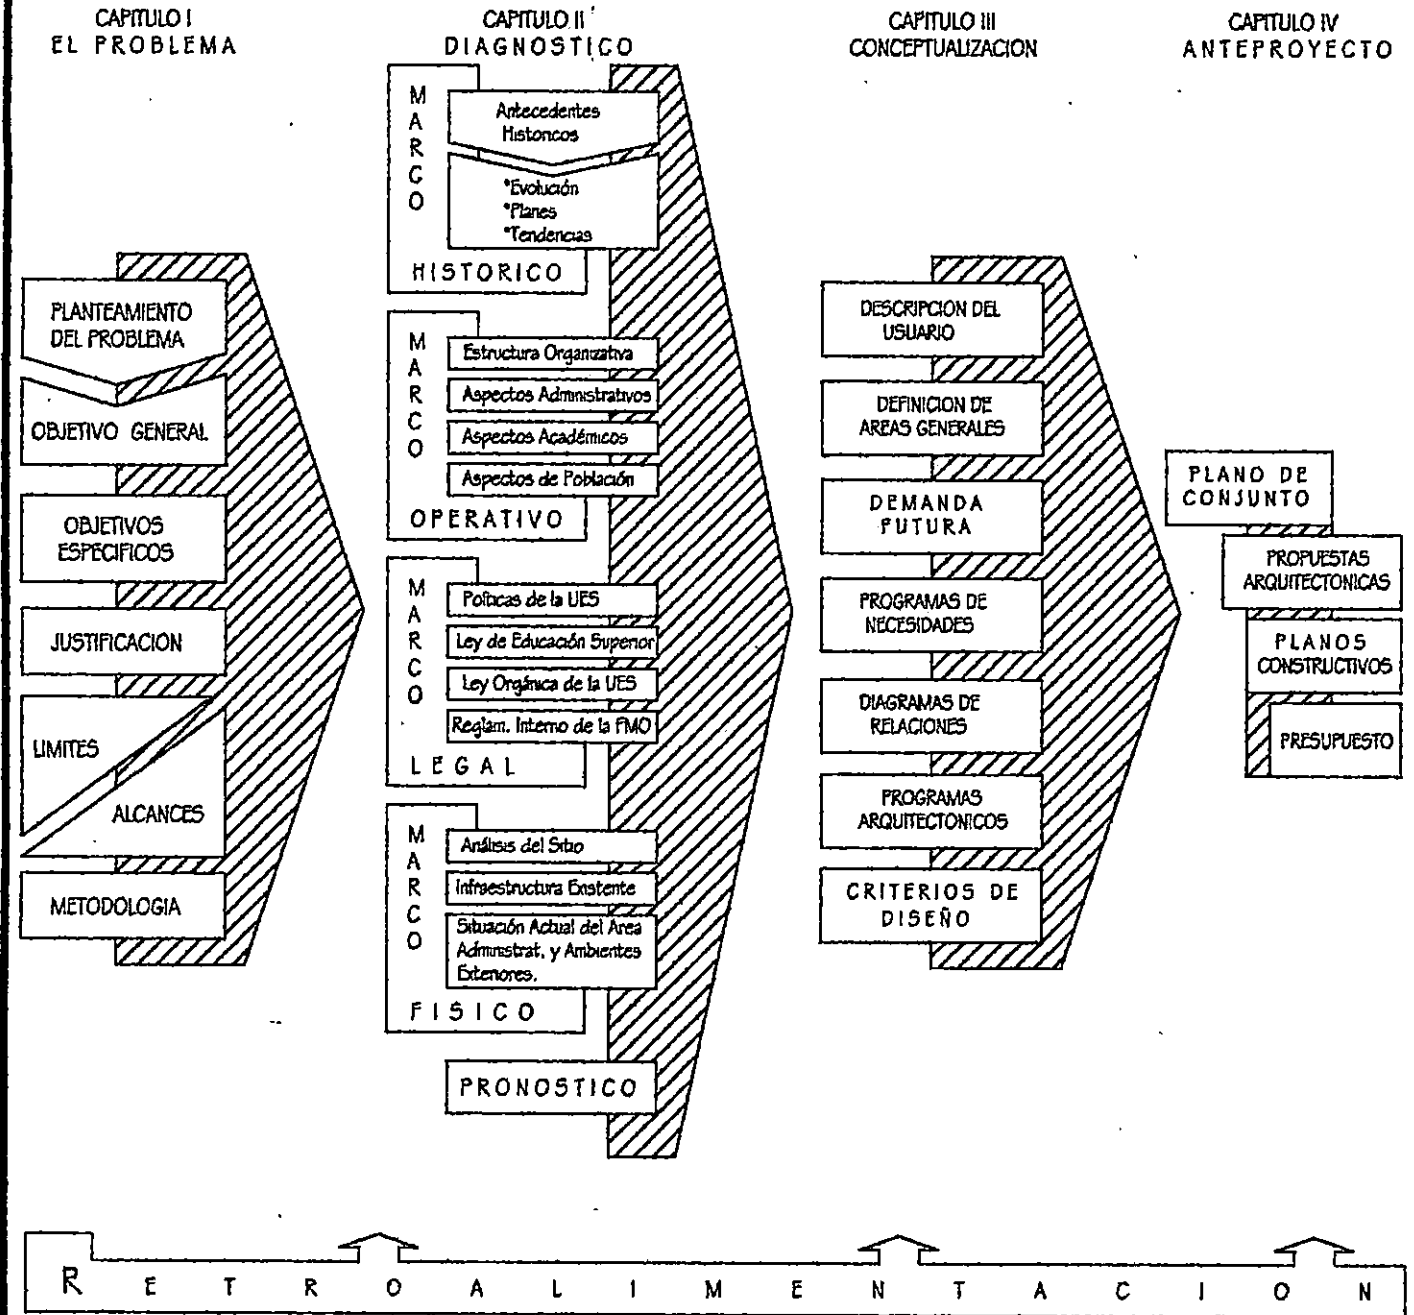 CAPITULO I
EL PROBLEMA
PLANTEAMIENTO
DEL PROBLEMA
OBJETIVO GENERAL
OBJETIVOS
ESPECIFICOS
JUSTIFICACION
LIMITES
ALCANCES
METODOLOGIA
CAPITULO II
DIAGNOSTICO
MARCO
HISTORICO
Antecedentes
Historicos
*Evolución
*Planes
*Tendencias
MARCO
OPERATIVO
Estructura Organizativa
Aspectos Administrativos
Aspectos Académicos
Aspectos de Población
MARCO
LEGAL
Políticas de la UES
Ley de Educación Superior
Ley Orgánica de la UES
Reglam. Interno de la FMO
MARCO
FISICO
Análisis del Sitio
Infraestructura Existente
Situación Actual del Area
Administrat. y Ambientes
Exteriores.
PRONOSTICO
CAPITULO III
CONCEPTUALIZACION
DESCRIPCION DEL
USUARIO
DEFINICION DE
AREAS GENERALES
DEMANDA
FUTURA
PROGRAMAS DE
NECESIDADES
DIAGRAMAS DE
RELACIONES
PROGRAMAS
ARQUITECTONICOS
CRITERIOS DE
DISEÑO
CAPITULO IV
ANTEPROYECTO
PLANO DE
CONJUNTO
PROPUESTAS
ARQUITECTONICAS
PLANOS
CONSTRUCTIVOS
PRESUPUESTO
RETROALIMENTACION